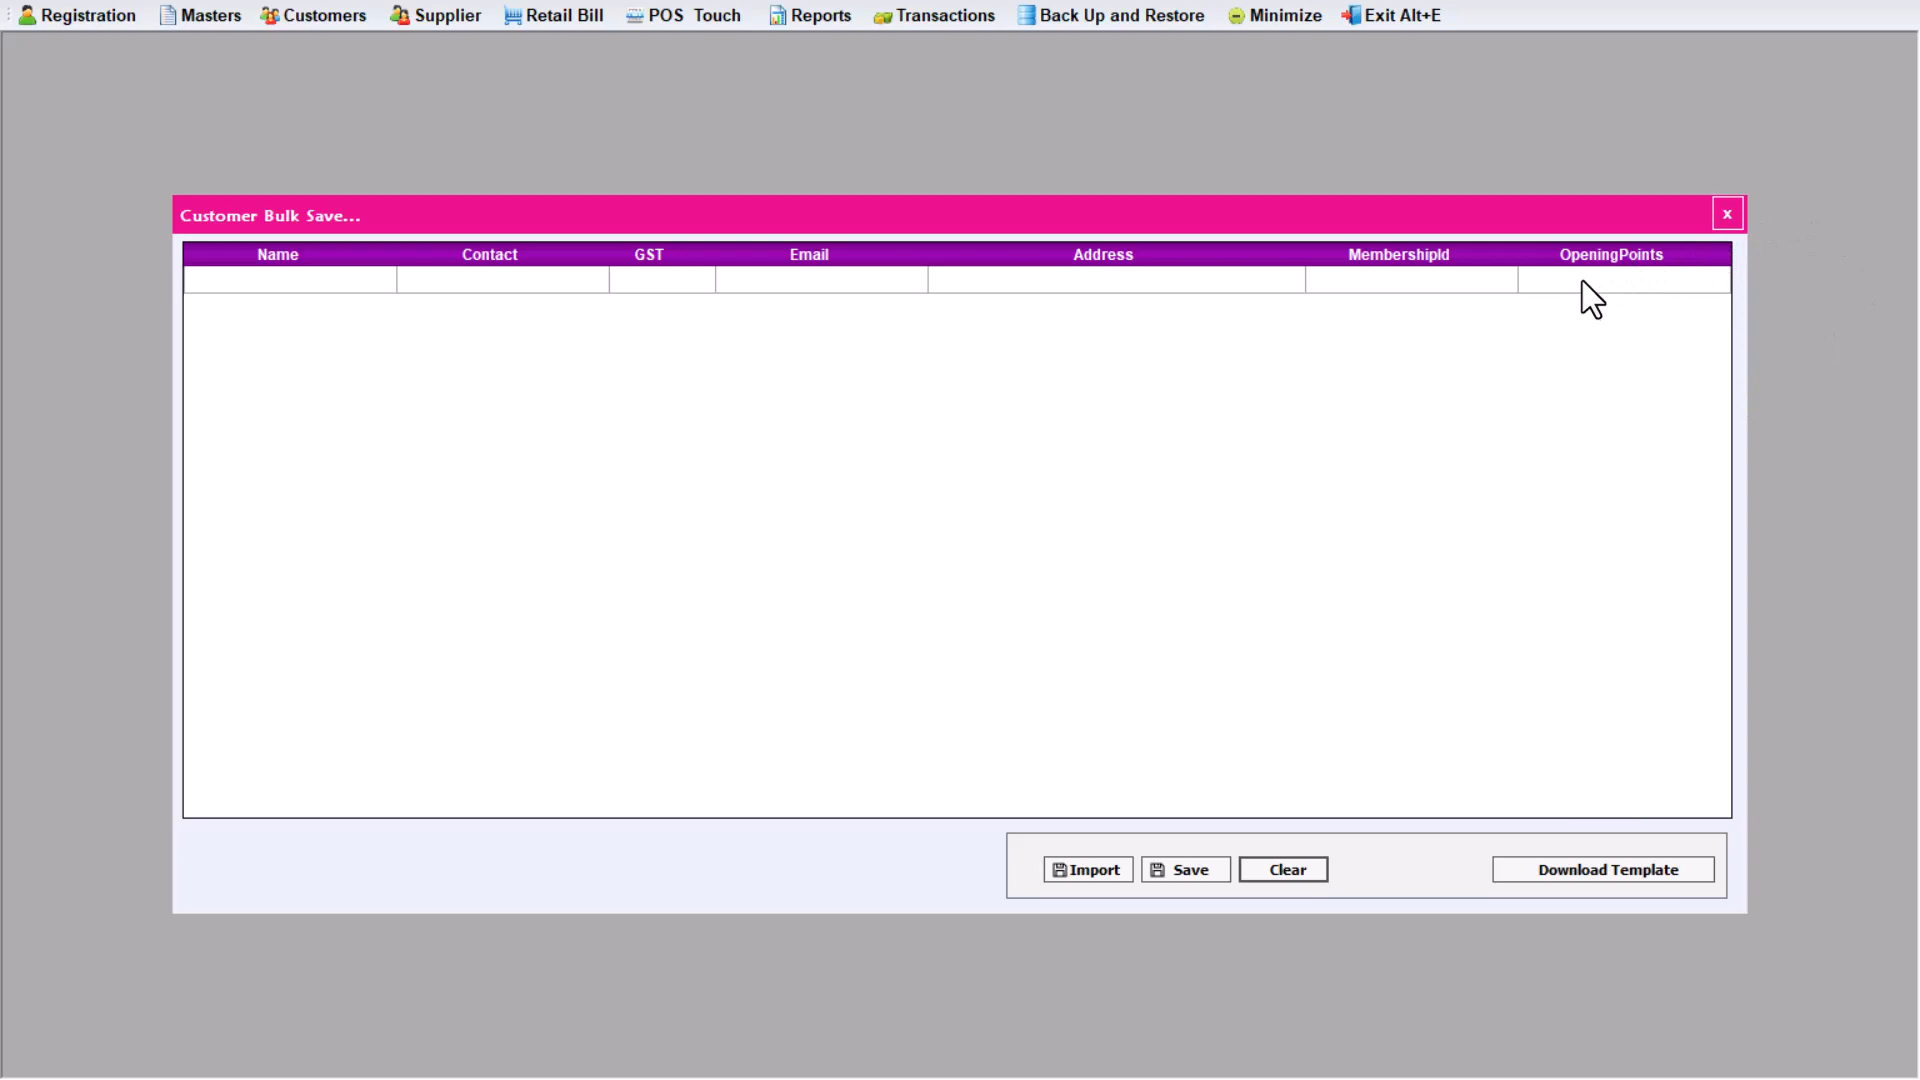 Registration Masters Customers Supplier Retail Bill POS Touch Reports Transactions Back Up and Restore Minimize Exit Alt+E
Customer Bulk Save... x
Name Contact GST Email Address MembershipId OpeningPoints
Import Save Clear Download Template